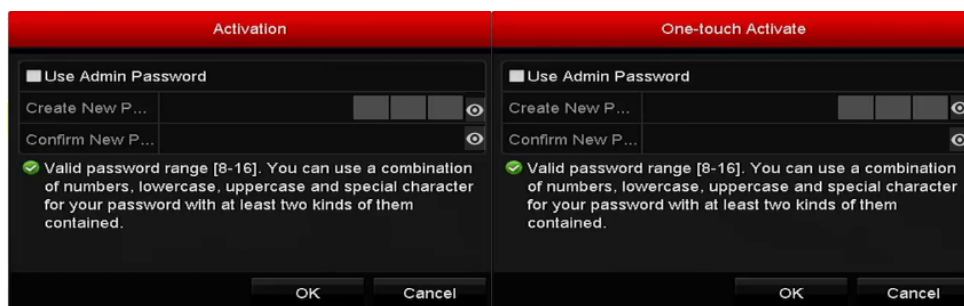 Activation
Use Admin Password
Create New P...
Confirm New P...
Valid password range [8-16]. You can use a combination
of numbers, lowercase, uppercase and special character
for your password with at least two kinds of them
contained.
OK
Cancel
One-touch Activate
Use Admin Password
Create New P...
Confirm New P...
Valid password range [8-16]. You can use a combination
of numbers, lowercase, uppercase and special character
for your password with at least two kinds of them
contained.
OK
Cancel